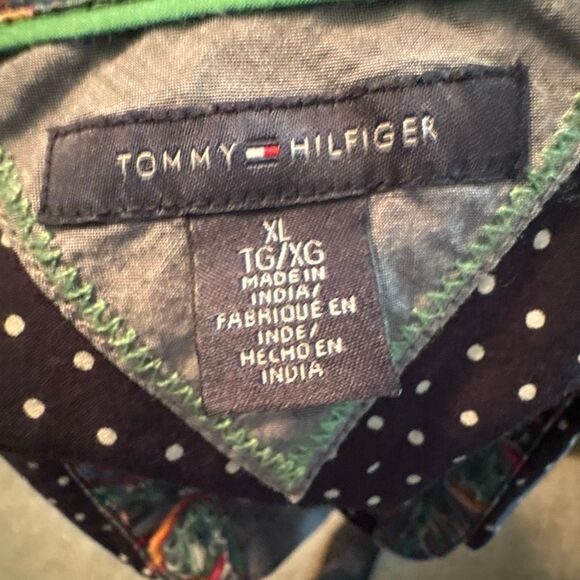 TOMMY HILFIGER
XL
TG/XG
MADE IN
INDIA/
FABRIQUÉ EN
INDE/
HECHO EN
INDIA